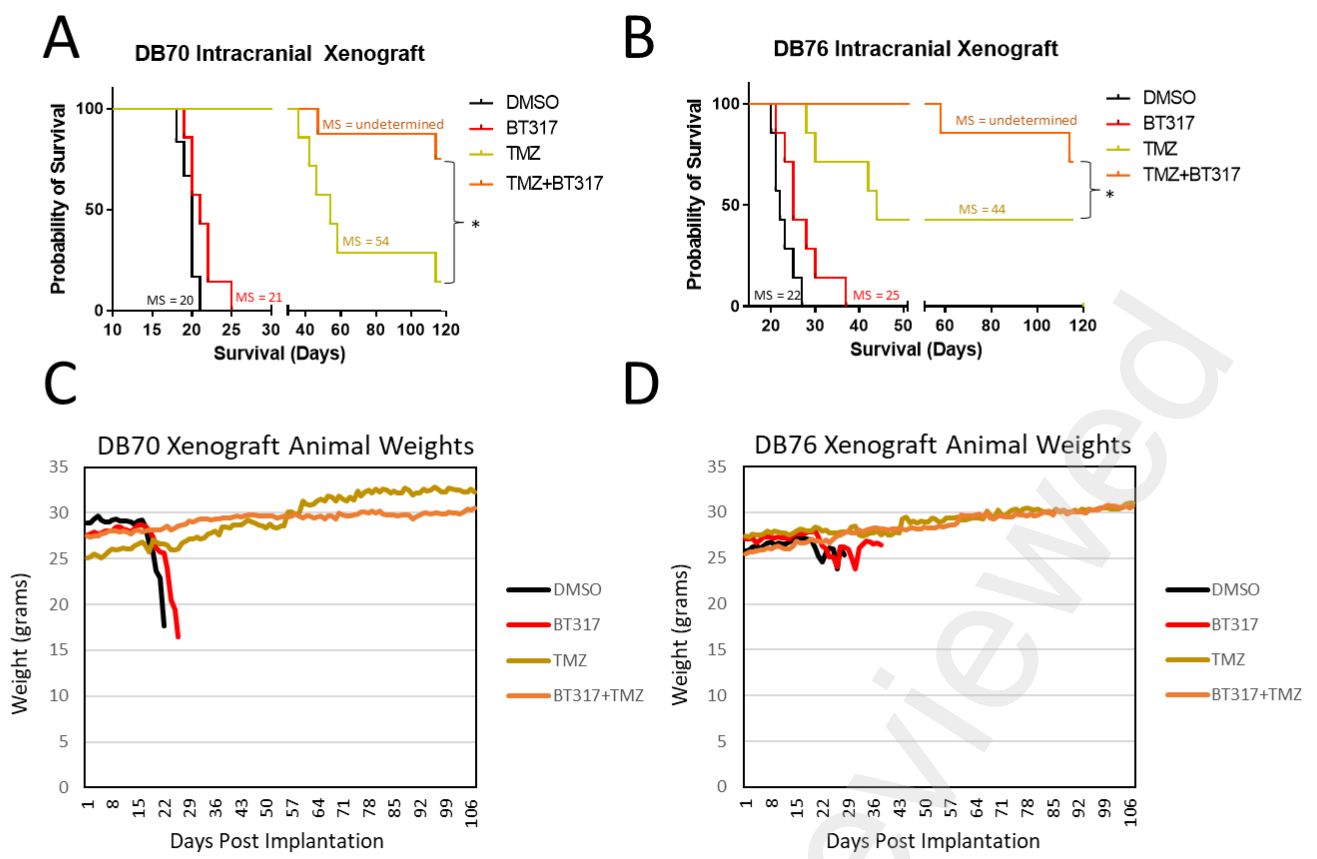 A
DB70 Intracranial Xenograft
Probability of Survival
100
50
0
MS = undetermined
MS = 54
MS = 20
MS = 21
*
10 15 20 25 30 40 60 80 100 120
Survival (Days)
DMSO
BT317
TMZ
TMZ+BT317
B
DB76 Intracranial Xenograft
Probability of Survival
100
50
0
MS = undetermined
MS = 44
MS = 22
MS = 25
*
20 30 40 50 60 80 100 120
Survival (Days)
DMSO
BT317
TMZ
TMZ+BT317
C
DB70 Xenograft Animal Weights
Weight (grams)
35
30
25
20
15
10
5
0
1 8 15 22 29 36 43 50 57 64 71 78 85 92 99 106
Days Post Implantation
DMSO
BT317
TMZ
BT317+TMZ
D
DB76 Xenograft Animal Weights
Weight (grams)
35
30
25
20
15
10
5
0
1 8 15 22 29 36 43 50 57 64 71 78 85 92 99 106
Days Post Implantation
DMSO
BT317
TMZ
BT317+TMZ
viewed